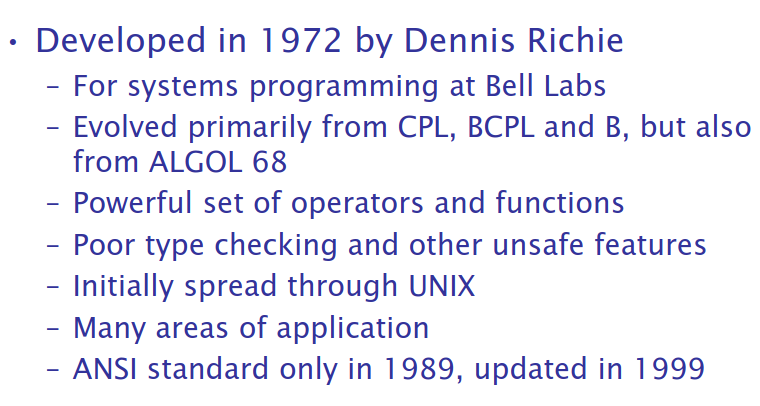 • Developed in 1972 by Dennis Richie
– For systems programming at Bell Labs
– Evolved primarily from CPL, BCPL and B, but also
from ALGOL 68
– Powerful set of operators and functions
– Poor type checking and other unsafe features
– Initially spread through UNIX
– Many areas of application
– ANSI standard only in 1989, updated in 1999